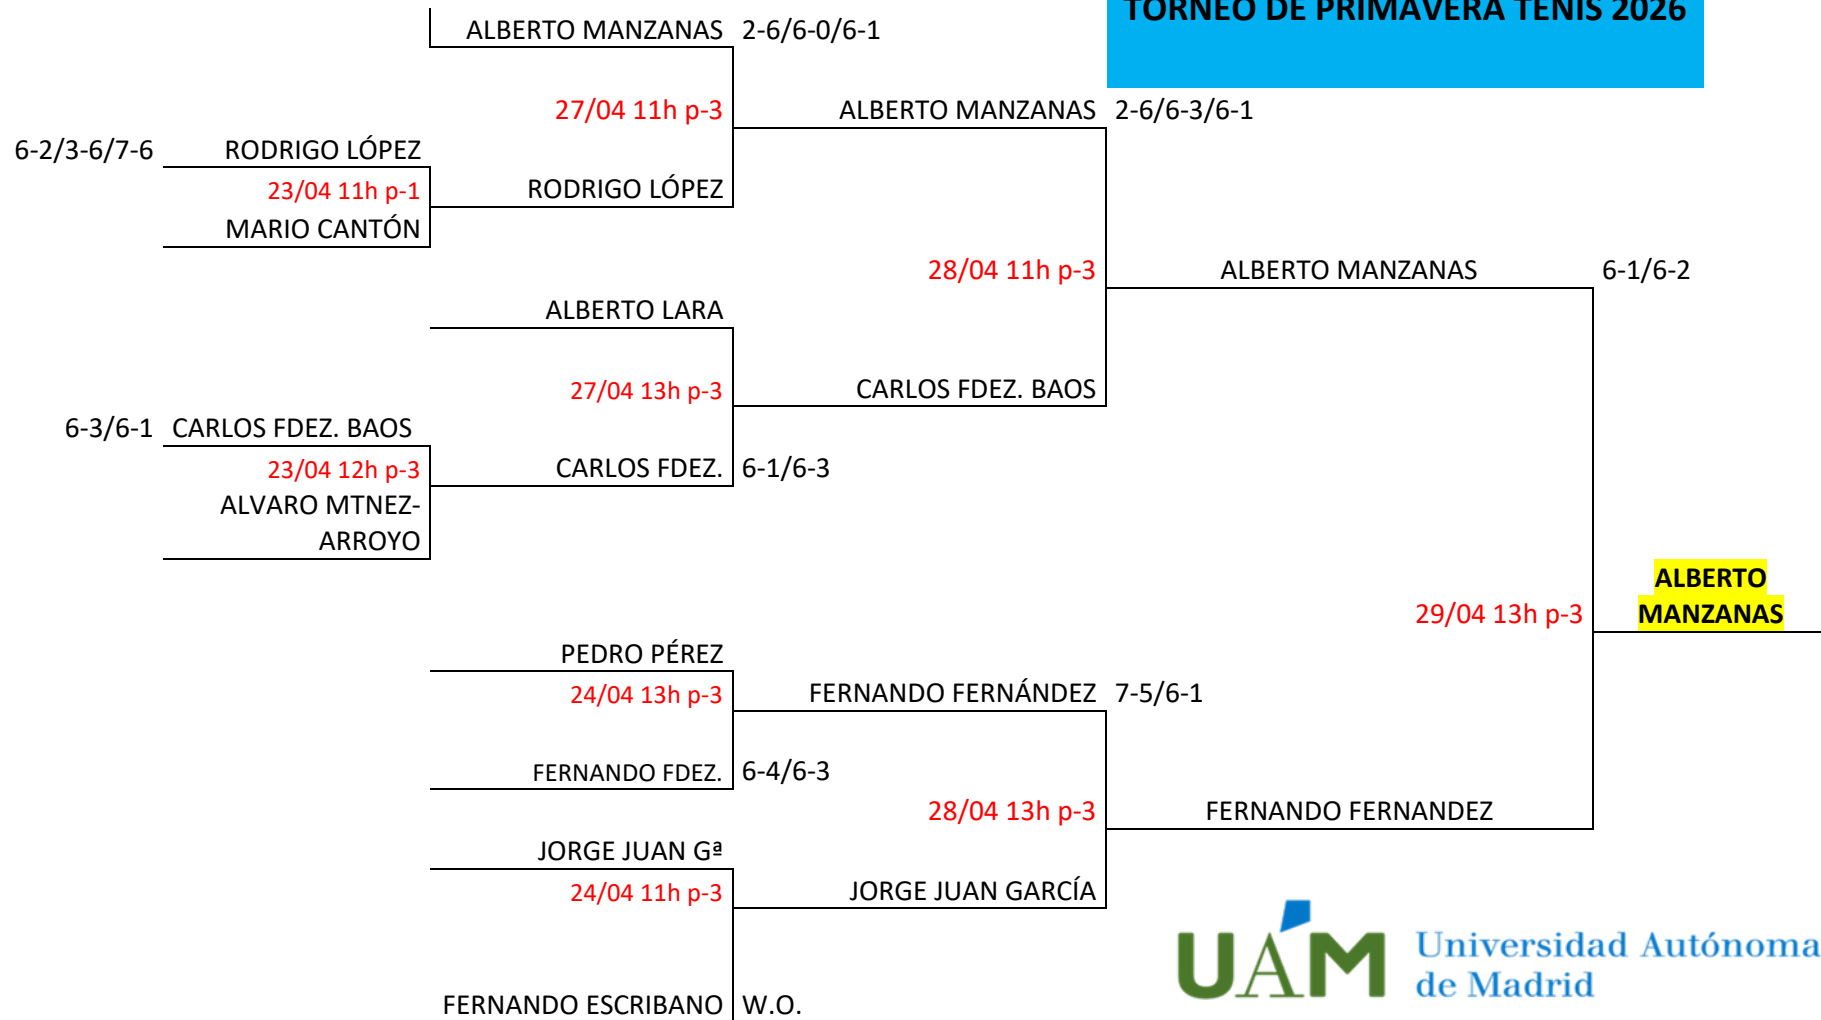 TORNEO DE PRIMAVERA TENIS 2026
ALBERTO MANZANAS 2-6/6-0/6-1
27/04 11h p-3 ALBERTO MANZANAS 2-6/6-3/6-1
6-2/3-6/7-6 RODRIGO LÓPEZ
23/04 11h p-1 RODRIGO LÓPEZ
MARIO CANTÓN
28/04 11h p-3 ALBERTO MANZANAS 6-1/6-2
ALBERTO LARA
27/04 13h p-3 CARLOS FDEZ. BAOS
6-3/6-1 CARLOS FDEZ. BAOS
23/04 12h p-3 CARLOS FDEZ. 6-1/6-3
ALVARO MTNEZ-
ARROYO
ALBERTO
29/04 13h p-3 MANZANAS
PEDRO PÉREZ
24/04 13h p-3 FERNANDO FERNÁNDEZ 7-5/6-1
FERNANDO FDEZ. 6-4/6-3
28/04 13h p-3 FERNANDO FERNANDEZ
JORGE JUAN Gª
24/04 11h p-3 JORGE JUAN GARCÍA
UAM Universidad Autónoma
de Madrid
FERNANDO ESCRIBANO W.O.